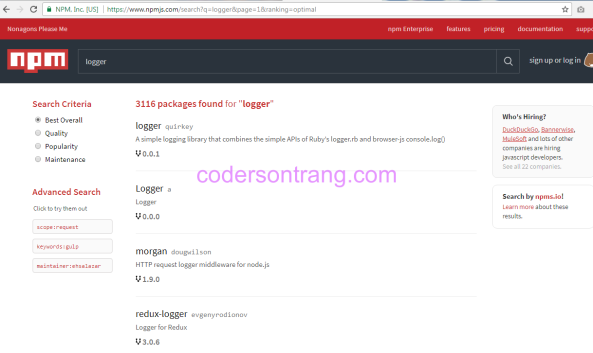 NPM, Inc. [US]
https://www.npmjs.com/search?q=logger&page=1&ranking=optimal
Nonagons Please Me
npm Enterprise features pricing documentation suppo
npm
logger
sign up or log in
Search Criteria
Best Overall
Quality
Popularity
Maintenance
Advanced Search
Click to try them out
scope:request
keywords:gulp
maintainer:ehsalazar
3116 packages found for "logger"
logger quirkey
A simple logging library that combines the simple APIs of Ruby's logger.rb and browser-js console.log()
0.0.1
Logger a
Logger
0.0.0
codersontrang.com
morgan dougwilson
HTTP request logger middleware for node.js
1.9.0
redux-logger evgenyrodionov
Logger for Redux
3.0.6
Who's Hiring?
DuckDuckGo, Bannerwise,
MuleSoft and lots of other
companies are hiring
javascript developers.
See all 22 companies.
Search by npms.io!
Learn more about these
results.